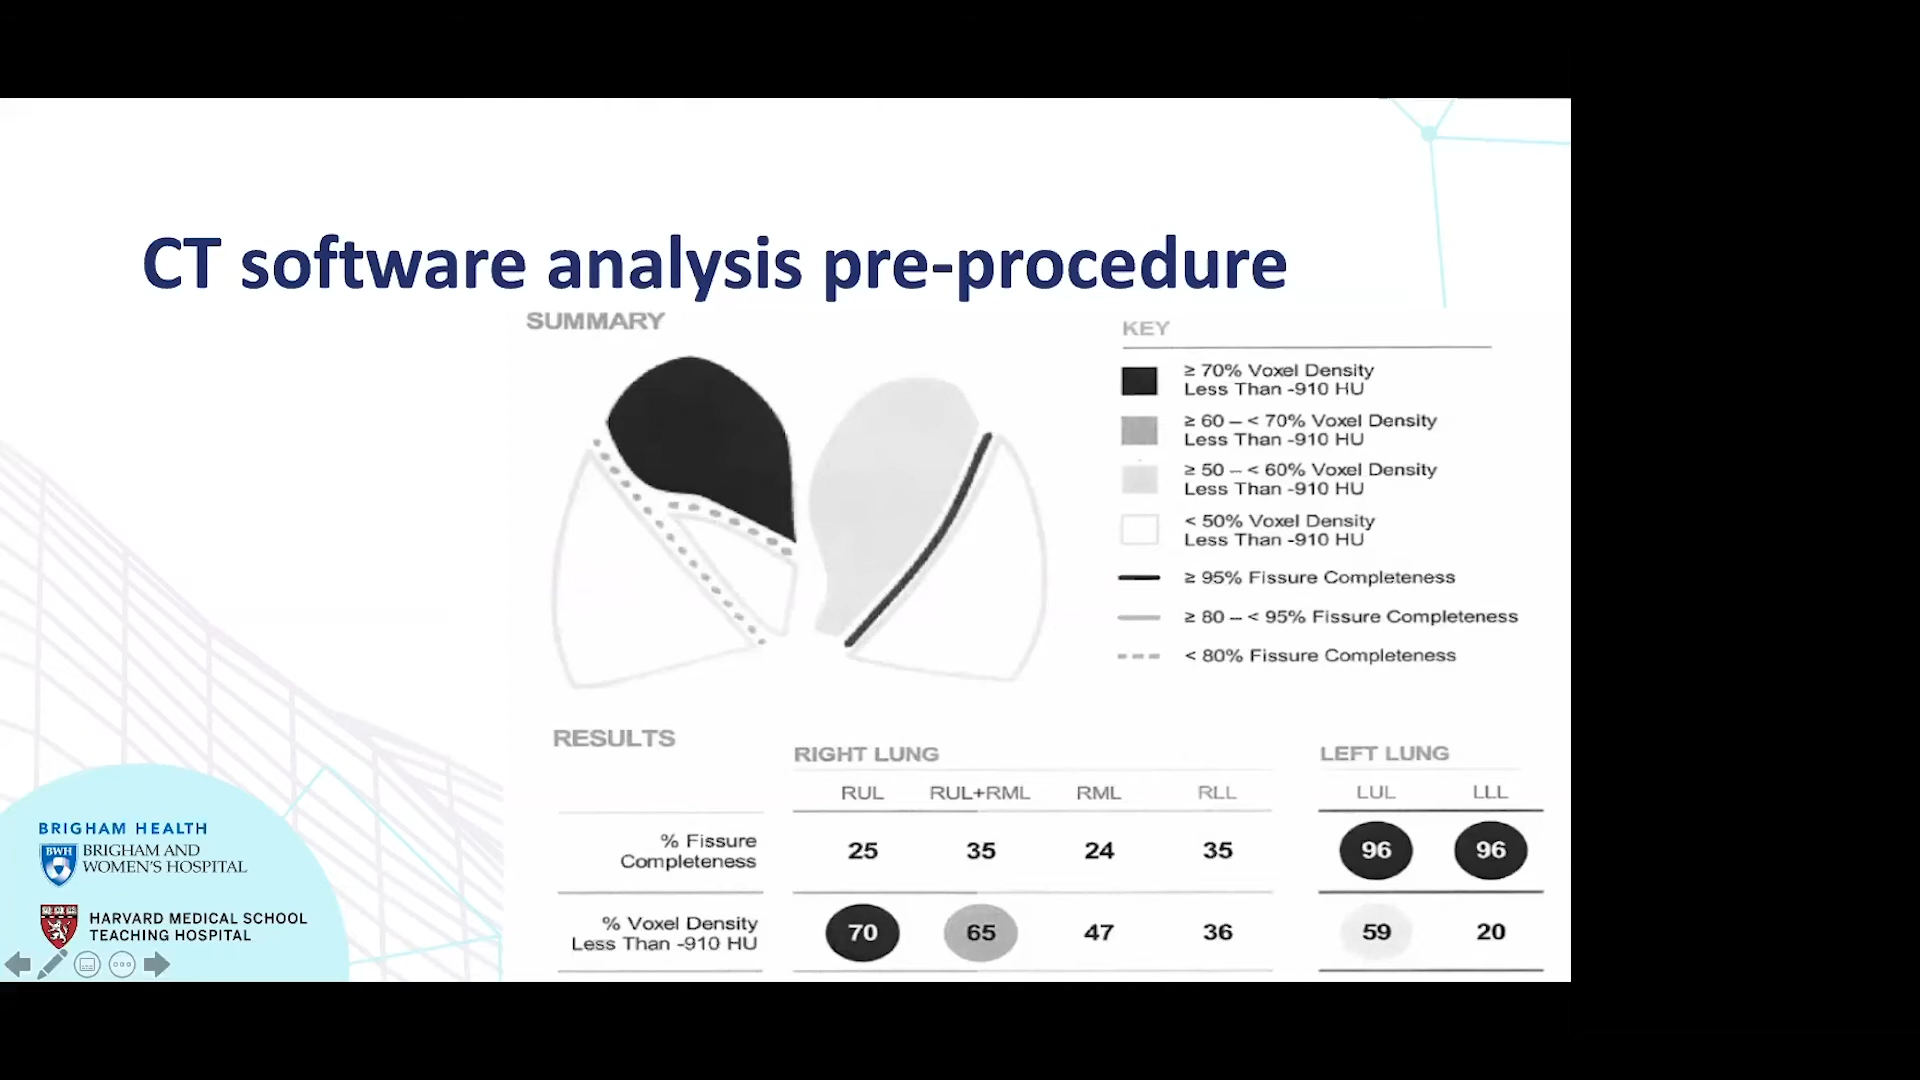 CT software analysis pre-procedure
SUMMARY
KEY
≥ 70% Voxel Density
Less Than -910 HU
≥ 60 – < 70% Voxel Density
Less Than -910 HU
≥ 50 – < 60% Voxel Density
Less Than -910 HU
< 50% Voxel Density
Less Than -910 HU
≥ 95% Fissure Completeness
≥ 80 – < 95% Fissure Completeness
< 80% Fissure Completeness
RESULTS
RIGHT LUNG
LEFT LUNG
RUL RUL+RML RML RLL LUL LLL
% Fissure
Completeness
25 35 24 35 96 96
% Voxel Density
Less Than -910 HU
70 65 47 36 59 20
BRIGHAM HEALTH
BWH
BRIGHAM AND
WOMEN'S HOSPITAL
HARVARD MEDICAL SCHOOL
TEACHING HOSPITAL